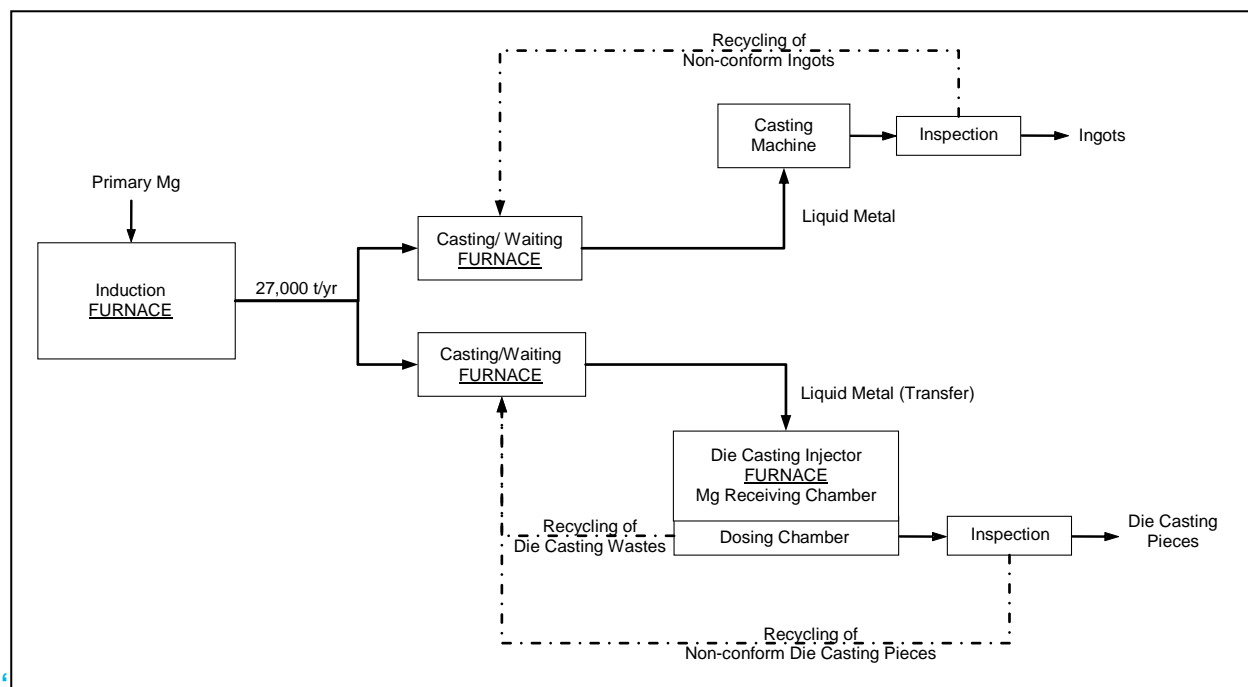 Recycling of
Non-conform Ingots
Casting
Machine
Inspection
Ingots
Primary Mg
Liquid Metal
Casting/ Waiting
FURNACE
Induction
FURNACE
27,000 t/yr
Casting/Waiting
FURNACE
Liquid Metal (Transfer)
Die Casting Injector
FURNACE
Mg Receiving Chamber
Recycling of
Die Casting Wastes
Dosing Chamber
Inspection
Die Casting
Pieces
Recycling of
Non-conform Die Casting Pieces
‘